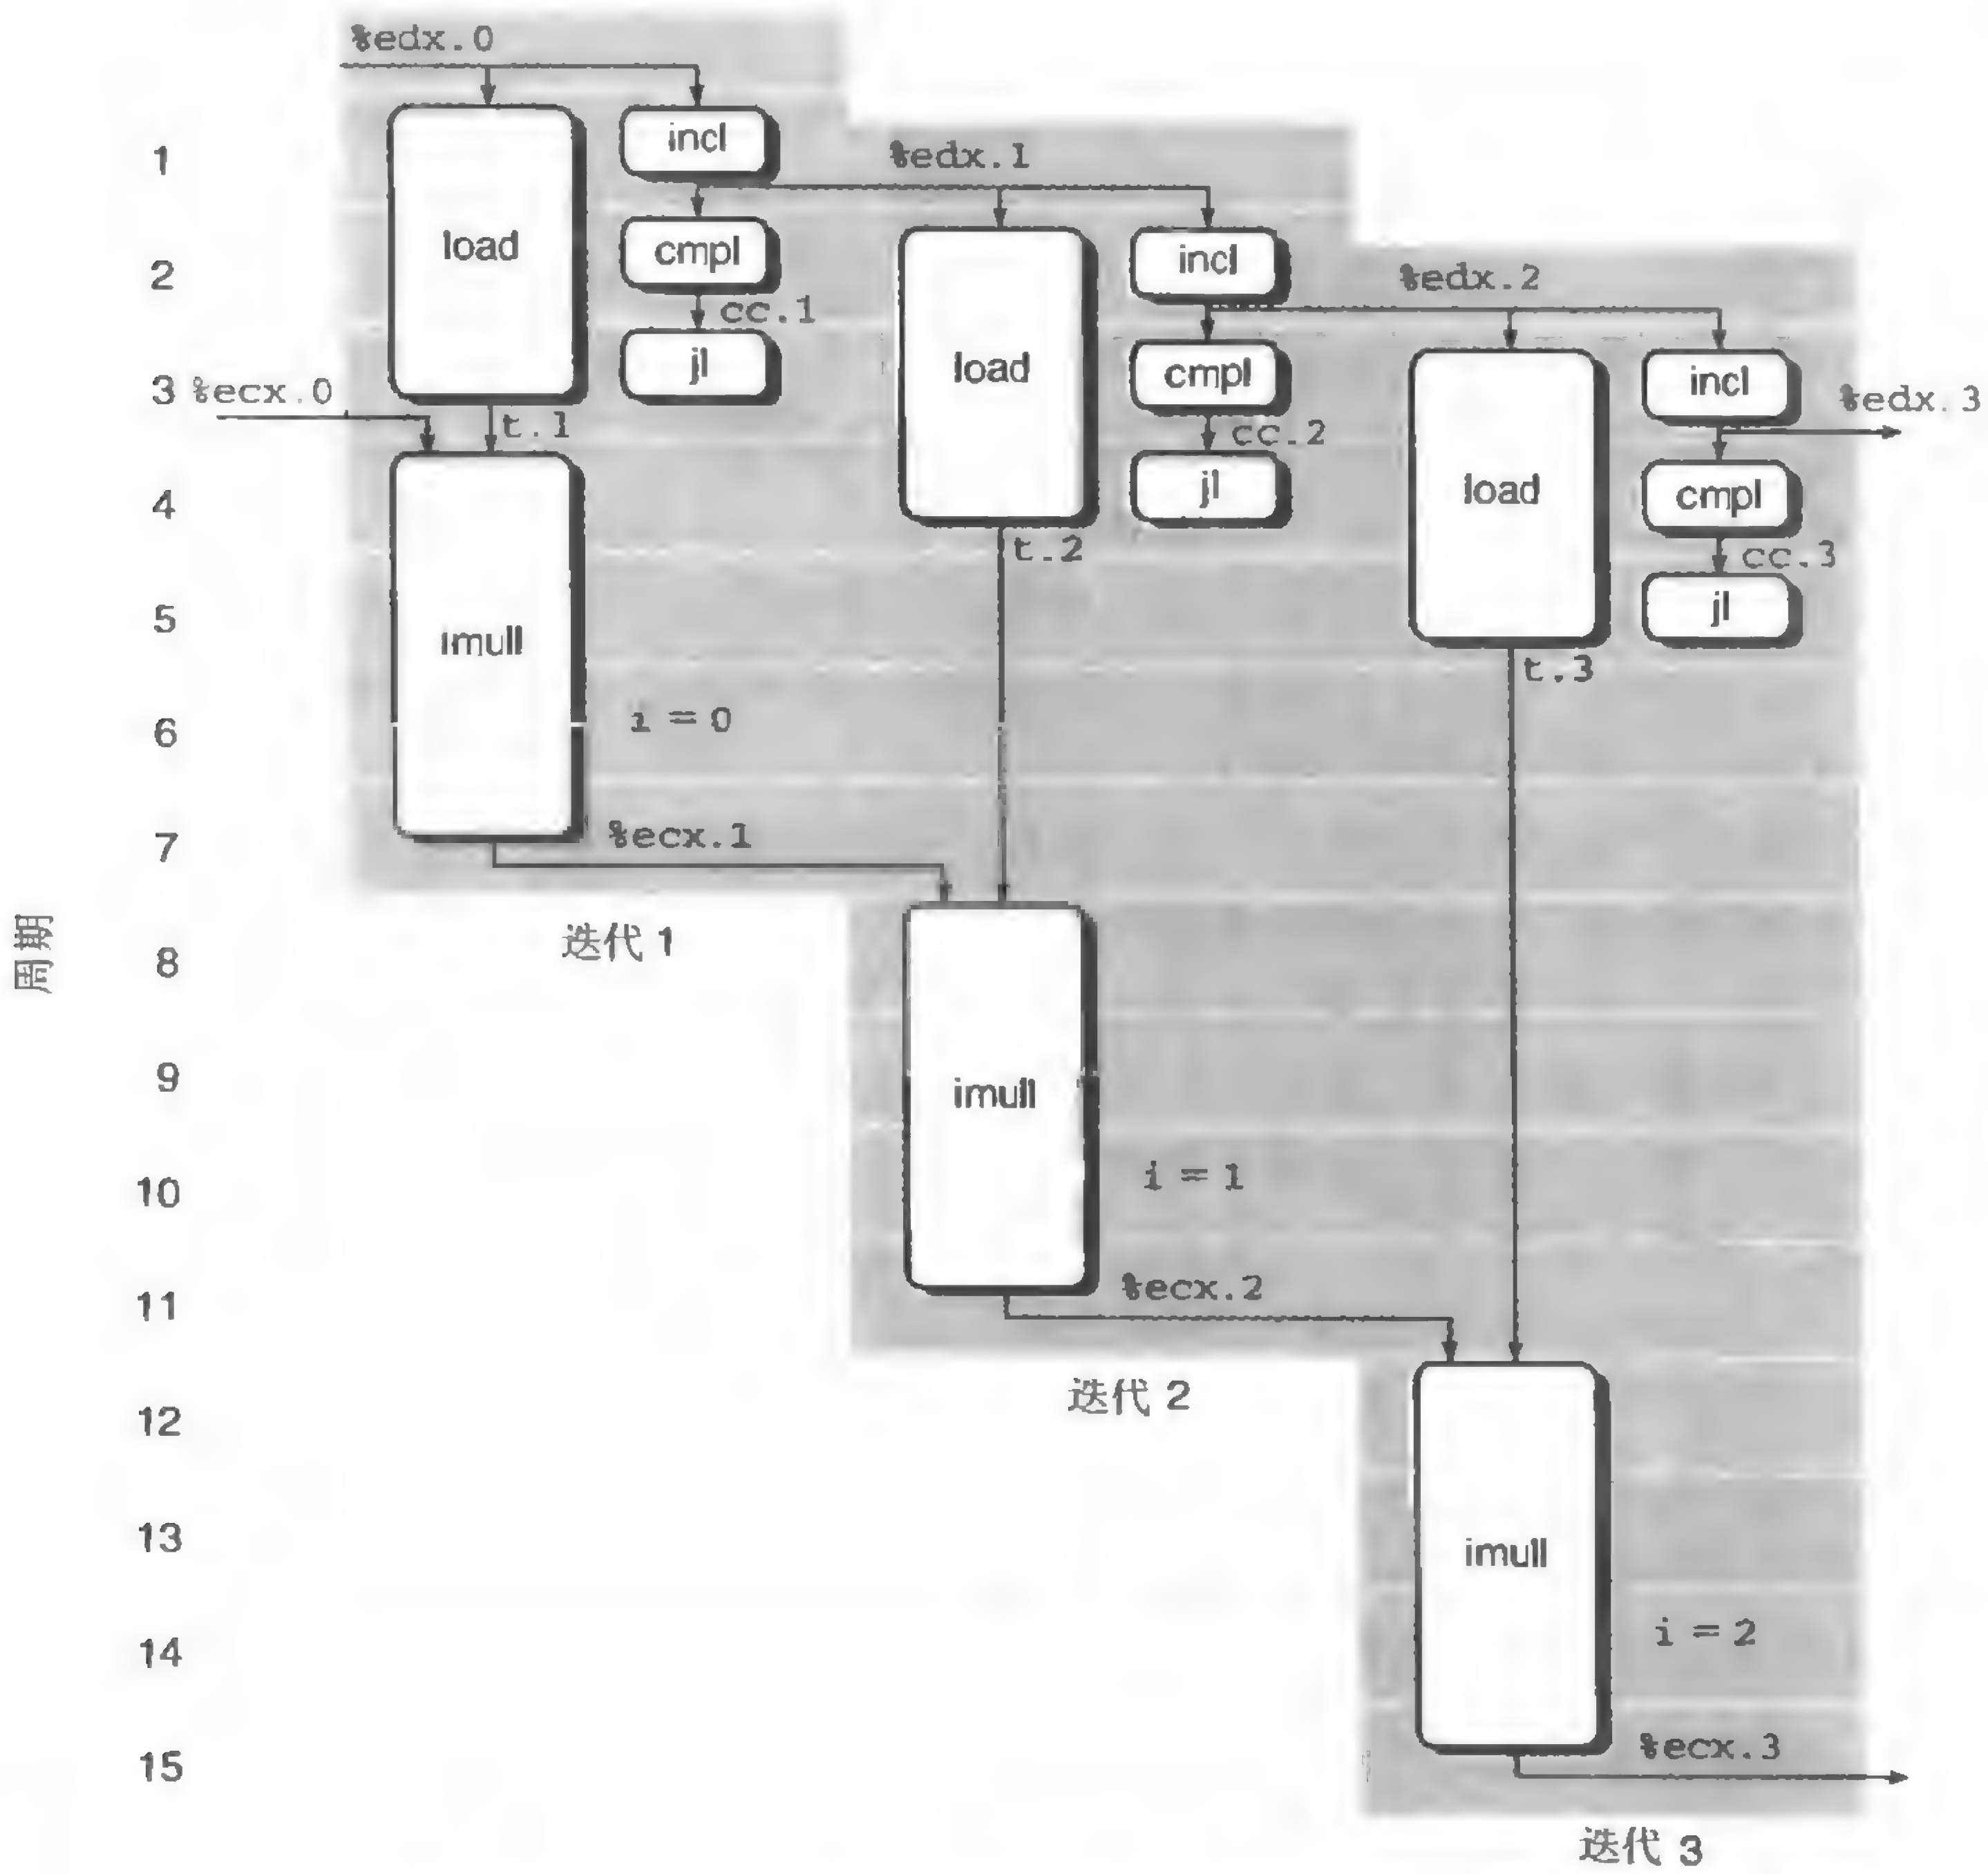 %edx.0
incl
1
%edx.1
load
cmpl
incl
2
%edx.2
cc.1
jl
load
cmpl
incl
3
%ecx.0
%edx.3
t.1
cc.2
jl
load
cmpl
4
t.2
cc.3
jl
5
imull
t.3
i = 0
6
%ecx.1
7
周期
迭代 1
8
9
imull
i = 1
10
%ecx.2
11
迭代 2
12
13
imull
i = 2
14
%ecx.3
15
迭代 3